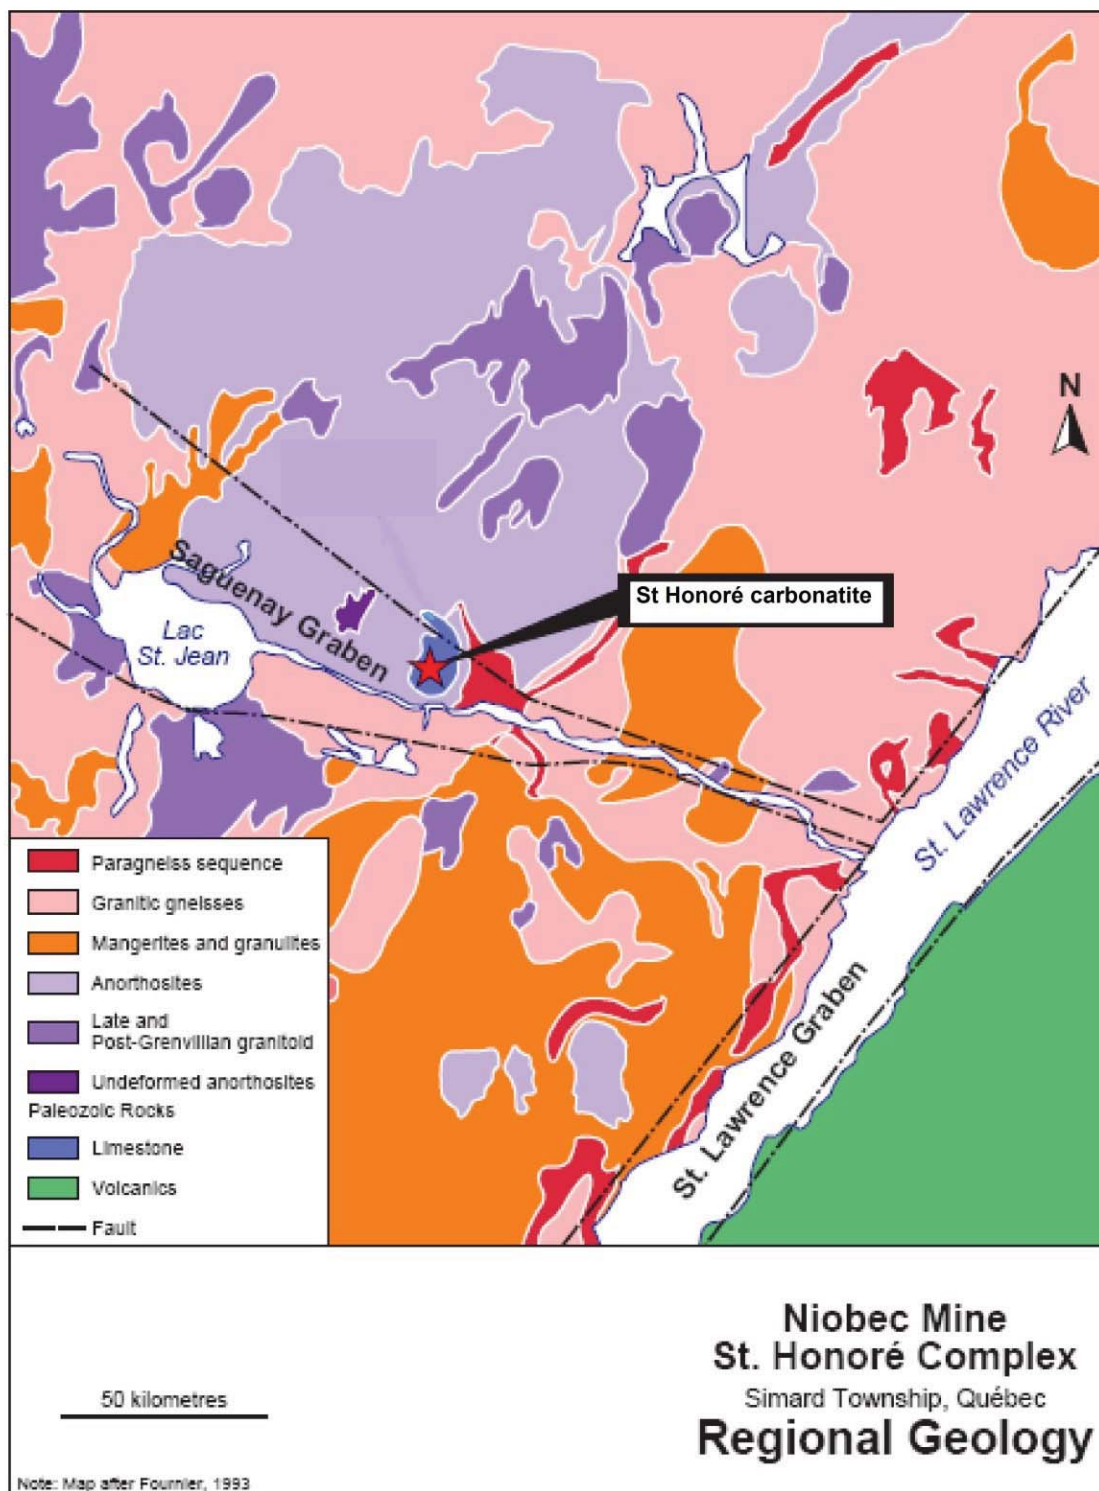 N
St Honoré carbonatite
Saguenay Graben
Lac
St. Jean
St. Lawrence River
St. Lawrence Graben
Paragneiss sequence
Granitic gneisses
Mangerites and granulites
Anorthosites
Late and
Post-Grenvillian granitoid
Undeformed anorthosites
Paleozoic Rocks
Limestone
Volcanics
Fault
50 kilometres
Niobec Mine
St. Honoré Complex
Simard Township, Québec
Regional Geology
Note: Map after Fournier, 1993